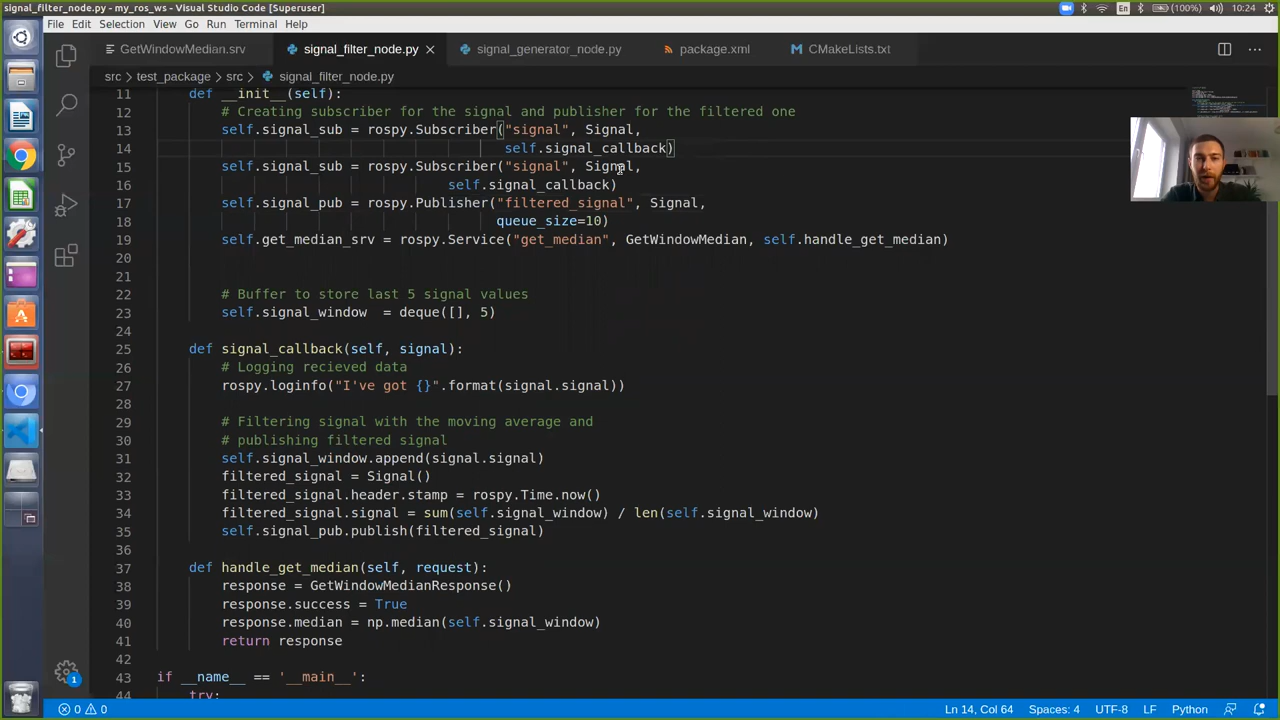 signal_filter_node.py - my_ros_ws - Visual Studio Code [Superuser]
En
(100%)
10:24
File Edit Selection View Go Run Terminal Help
GetWindowMedian.srv signal_filter_node.py signal_generator_node.py package.xml CMakeLists.txt
src > test_package > src > signal_filter_node.py
11 def __init__(self):
12 # Creating subscriber for the signal and publisher for the filtered one
13 self.signal_sub = rospy.Subscriber("signal", Signal,
14 self.signal_callback)
15 self.signal_sub = rospy.Subscriber("signal", Signal,
16 self.signal_callback)
17 self.signal_pub = rospy.Publisher("filtered_signal", Signal,
18 queue_size=10)
19 self.get_median_srv = rospy.Service("get_median", GetWindowMedian, self.handle_get_median)
20
21
22 # Buffer to store last 5 signal values
23 self.signal_window = deque([], 5)
24
25 def signal_callback(self, signal):
26 # Logging recieved data
27 rospy.loginfo("I've got {}".format(signal.signal))
28
29 # Filtering signal with the moving average and
30 # publishing filtered signal
31 self.signal_window.append(signal.signal)
32 filtered_signal = Signal()
33 filtered_signal.header.stamp = rospy.Time.now()
34 filtered_signal.signal = sum(self.signal_window) / len(self.signal_window)
35 self.signal_pub.publish(filtered_signal)
36
37 def handle_get_median(self, request):
38 response = GetWindowMedianResponse()
39 response.success = True
40 response.median = np.median(self.signal_window)
41 return response
42
43 if __name__ == '__main__':
44 try:
1
0 0 Ln 14, Col 64 Spaces: 4 UTF-8 LF Python